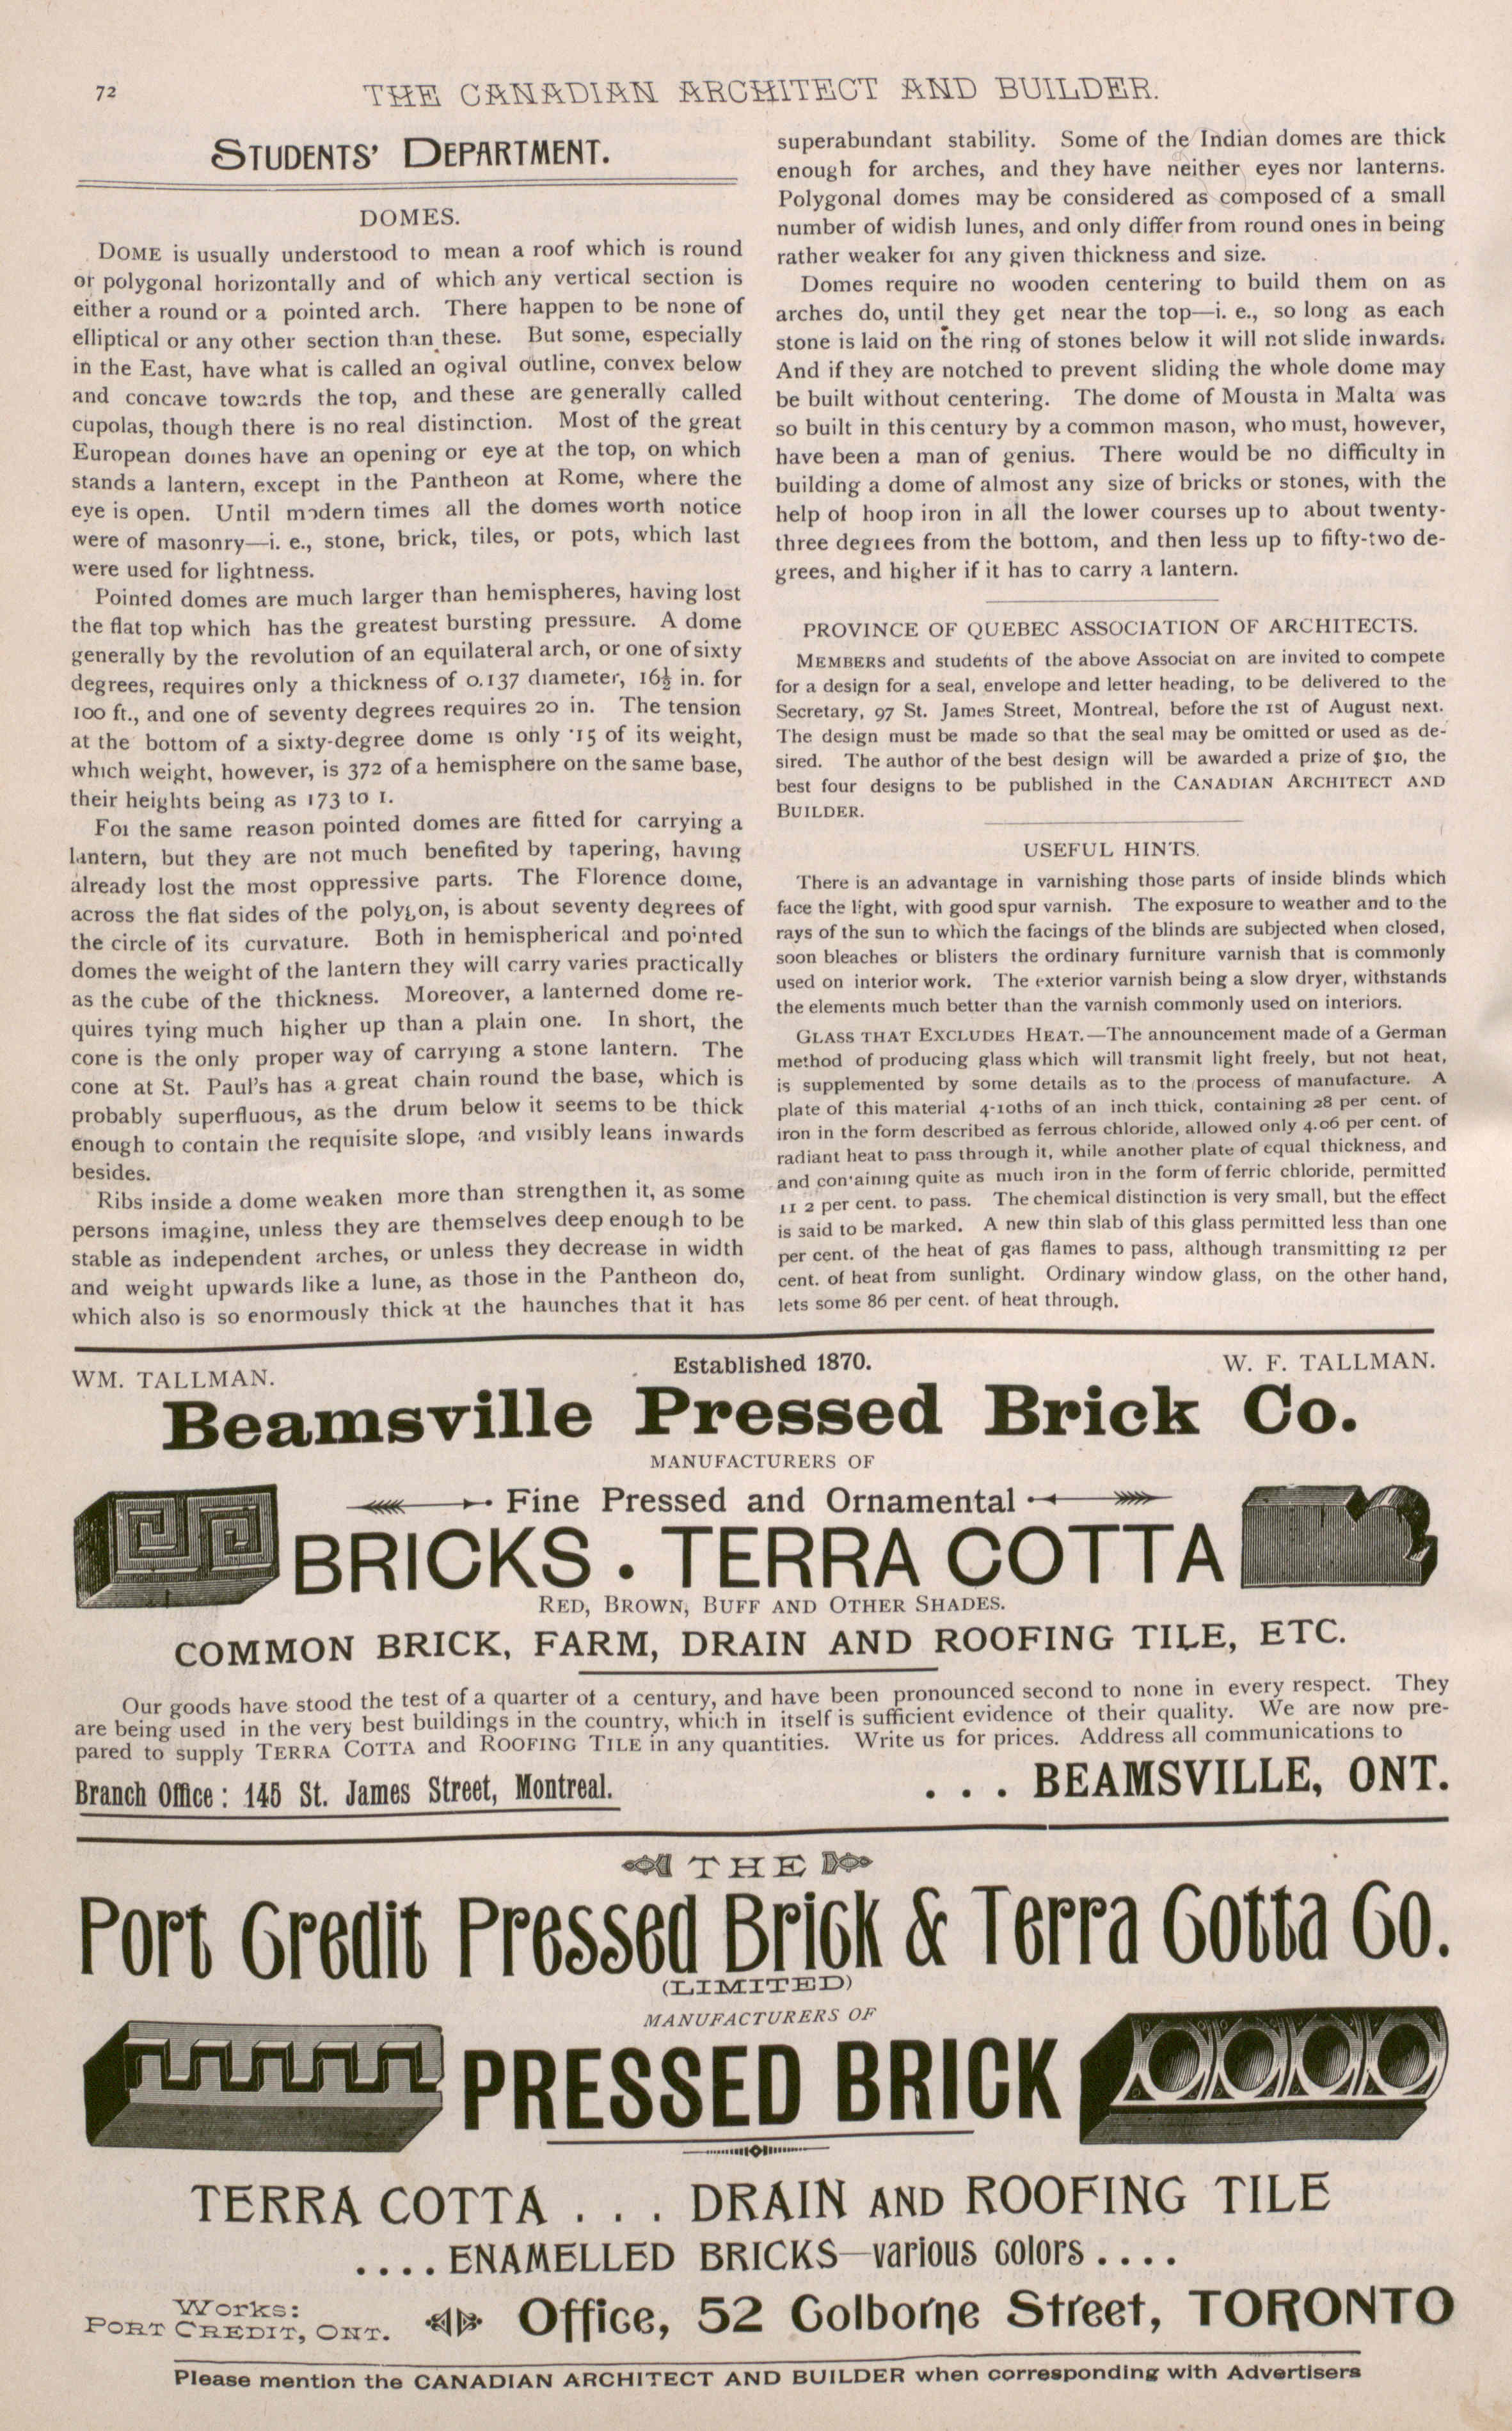 72
THE CANADIAN ARCHITECT AND BUILDER.
STUDENTS' DEPARTMENT.
DOMES.
DOME is usually understood to mean a roof which is round
or polygonal horizontally and of which any vertical section is
either a round or a pointed arch. There happen to be none of
elliptical or any other section than these. But some, especially
in the East, have what is called an ogival outline, convex below
and concave towards the top, and these are generally called
cupolas, though there is no real distinction. Most of the great
European domes have an opening or eye at the top, on which
stands a lantern, except in the Pantheon at Rome, where the
eye is open. Until modern times all the domes worth notice
were of masonry—i. e., stone, brick, tiles, or pots, which last
were used for lightness.
Pointed domes are much larger than hemispheres, having lost
the flat top which has the greatest bursting pressure. A dome
generally by the revolution of an equilateral arch, or one of sixty
degrees, requires only a thickness of 0.137 diameter, 16½ in. for
100 ft., and one of seventy degrees requires 20 in. The tension
at the bottom of a sixty-degree dome is only ·15 of its weight,
which weight, however, is 372 of a hemisphere on the same base,
their heights being as 173 to 1.
For the same reason pointed domes are fitted for carrying a
lantern, but they are not much benefited by tapering, having
already lost the most oppressive parts. The Florence dome,
across the flat sides of the polygon, is about seventy degrees of
the circle of its curvature. Both in hemispherical and pointed
domes the weight of the lantern they will carry varies practically
as the cube of the thickness. Moreover, a lanterned dome re-
quires tying much higher up than a plain one. In short, the
cone is the only proper way of carrying a stone lantern. The
cone at St. Paul's has a great chain round the base, which is
probably superfluous, as the drum below it seems to be thick
enough to contain the requisite slope, and visibly leans inwards
besides.
Ribs inside a dome weaken more than strengthen it, as some
persons imagine, unless they are themselves deep enough to be
stable as independent arches, or unless they decrease in width
and weight upwards like a lune, as those in the Pantheon do,
which also is so enormously thick at the haunches that it has
superabundant stability. Some of the Indian domes are thick
enough for arches, and they have neither eyes nor lanterns.
Polygonal domes may be considered as composed of a small
number of widish lunes, and only differ from round ones in being
rather weaker for any given thickness and size.
Domes require no wooden centering to build them on as
arches do, until they get near the top—i. e., so long as each
stone is laid on the ring of stones below it will not slide inwards.
And if they are notched to prevent sliding the whole dome may
be built without centering. The dome of Mousta in Malta was
so built in this century by a common mason, who must, however,
have been a man of genius. There would be no difficulty in
building a dome of almost any size of bricks or stones, with the
help of hoop iron in all the lower courses up to about twenty-
three degrees from the bottom, and then less up to fifty-two de-
grees, and higher if it has to carry a lantern.
PROVINCE OF QUEBEC ASSOCIATION OF ARCHITECTS.
MEMBERS and students of the above Associat on are invited to compete
for a design for a seal, envelope and letter heading, to be delivered to the
Secretary, 97 St. James Street, Montreal, before the 1st of August next.
The design must be made so that the seal may be omitted or used as de-
sired. The author of the best design will be awarded a prize of $10, the
best four designs to be published in the CANADIAN ARCHITECT AND
BUILDER.
USEFUL HINTS.
There is an advantage in varnishing those parts of inside blinds which
face the light, with good spur varnish. The exposure to weather and to the
rays of the sun to which the facings of the blinds are subjected when closed,
soon bleaches or blisters the ordinary furniture varnish that is commonly
used on interior work. The exterior varnish being a slow dryer, withstands
the elements much better than the varnish commonly used on interiors.
GLASS THAT EXCLUDES HEAT.—The announcement made of a German
method of producing glass which will transmit light freely, but not heat,
is supplemented by some details as to the process of manufacture. A
plate of this material 4-10ths of an inch thick, containing 28 per cent. of
iron in the form described as ferrous chloride, allowed only 4.06 per cent. of
radiant heat to pass through it, while another plate of equal thickness, and
and containing quite as much iron in the form of ferric chloride, permitted
11 2 per cent. to pass. The chemical distinction is very small, but the effect
is said to be marked. A new thin slab of this glass permitted less than one
per cent. of the heat of gas flames to pass, although transmitting 12 per
cent. of heat from sunlight. Ordinary window glass, on the other hand,
lets some 86 per cent. of heat through.
WM. TALLMAN.
Established 1870.
W. F. TALLMAN.
Beamsville Pressed Brick Co.
MANUFACTURERS OF
Fine Pressed and Ornamental
BRICKS . TERRA COTTA
RED, BROWN, BUFF AND OTHER SHADES.
COMMON BRICK, FARM, DRAIN AND ROOFING TILE, ETC.
Our goods have stood the test of a quarter of a century, and have been pronounced second to none in every respect. They
are being used in the very best buildings in the country, which in itself is sufficient evidence of their quality. We are now pre-
pared to supply TERRA COTTA and ROOFING TILE in any quantities. Write us for prices. Address all communications to
Branch Office : 145 St. James Street, Montreal.
. . . BEAMSVILLE, ONT.
THE
Port Credit Pressed Brick & Terra Cotta Co.
(LIMITED)
MANUFACTURERS OF
PRESSED BRICK
TERRA COTTA . . . DRAIN AND ROOFING TILE
. . . . ENAMELLED BRICKS—various colors . . . .
Works:
PORT CREDIT, ONT.
Office, 52 Colborne Street, TORONTO
Please mention the CANADIAN ARCHITECT AND BUILDER when corresponding with Advertisers